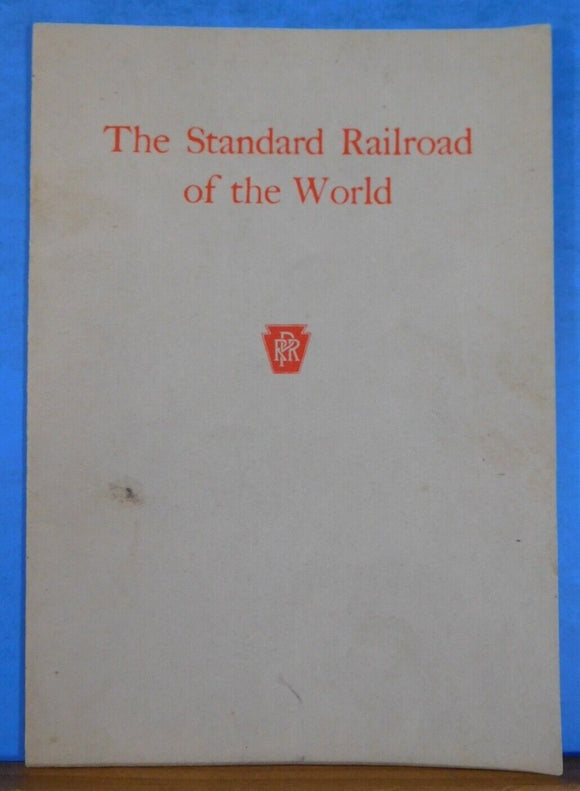 The Standard Railroad
of the World
PRR